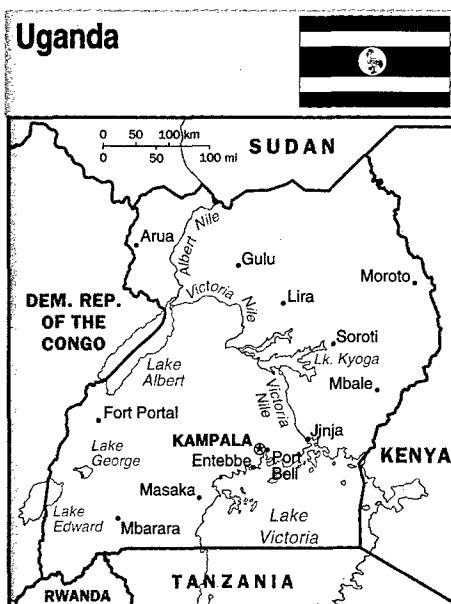 Uganda
0 50 100 km
0 50 100 mi
SUDAN
Albert Nile
Arua
Gulu
Moroto
Victoria Nile
DEM. REP.
OF THE
CONGO
Lira
Soroti
Lk. Kyoga
Lake
Albert
Mbale
Victoria
Nile
Fort Portal
Jinja
KAMPALA
Lake
George
Entebbe
Port
Bell
KENYA
Masaka
Lake
Edward
Mbarara
Lake
Victoria
TANZANIA
RWANDA